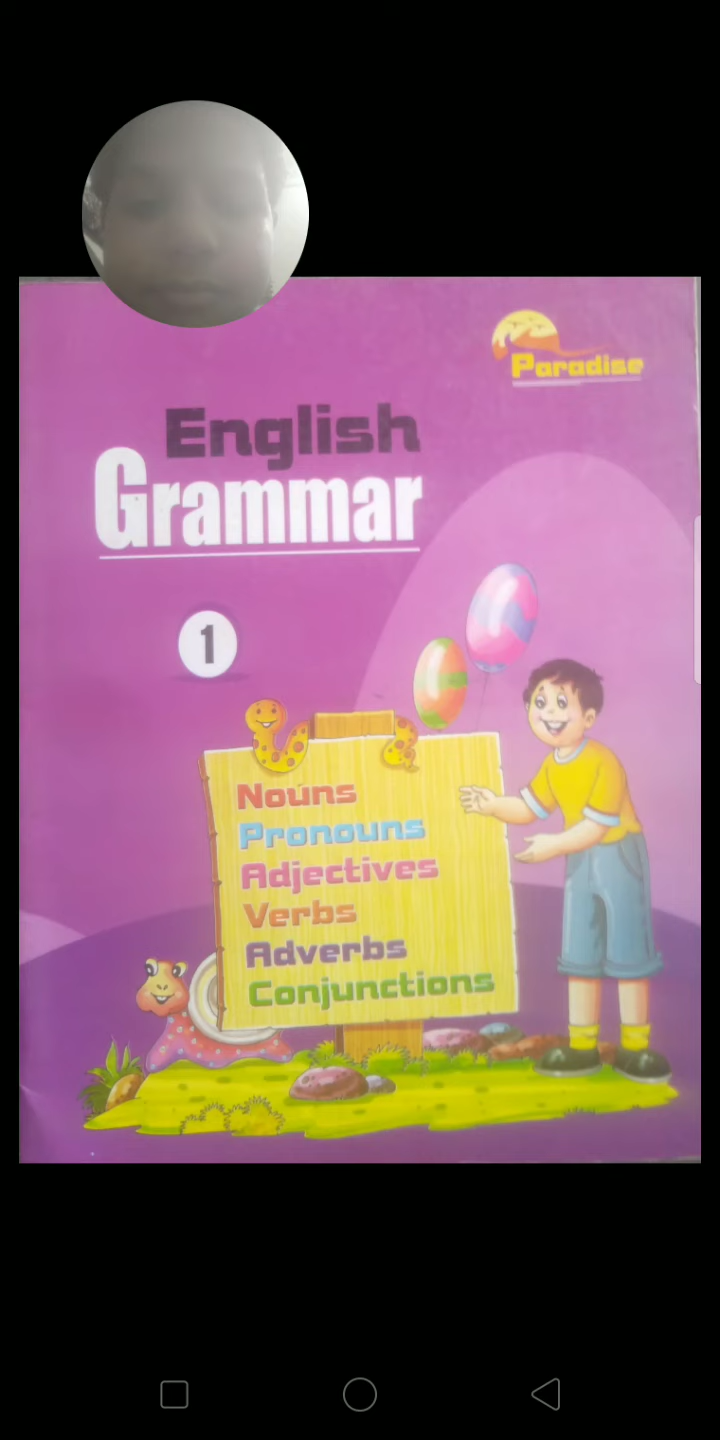 Paradise
English
Grammar
1
Nouns
Pronouns
Adjectives
Verbs
Adverbs
Conjunctions